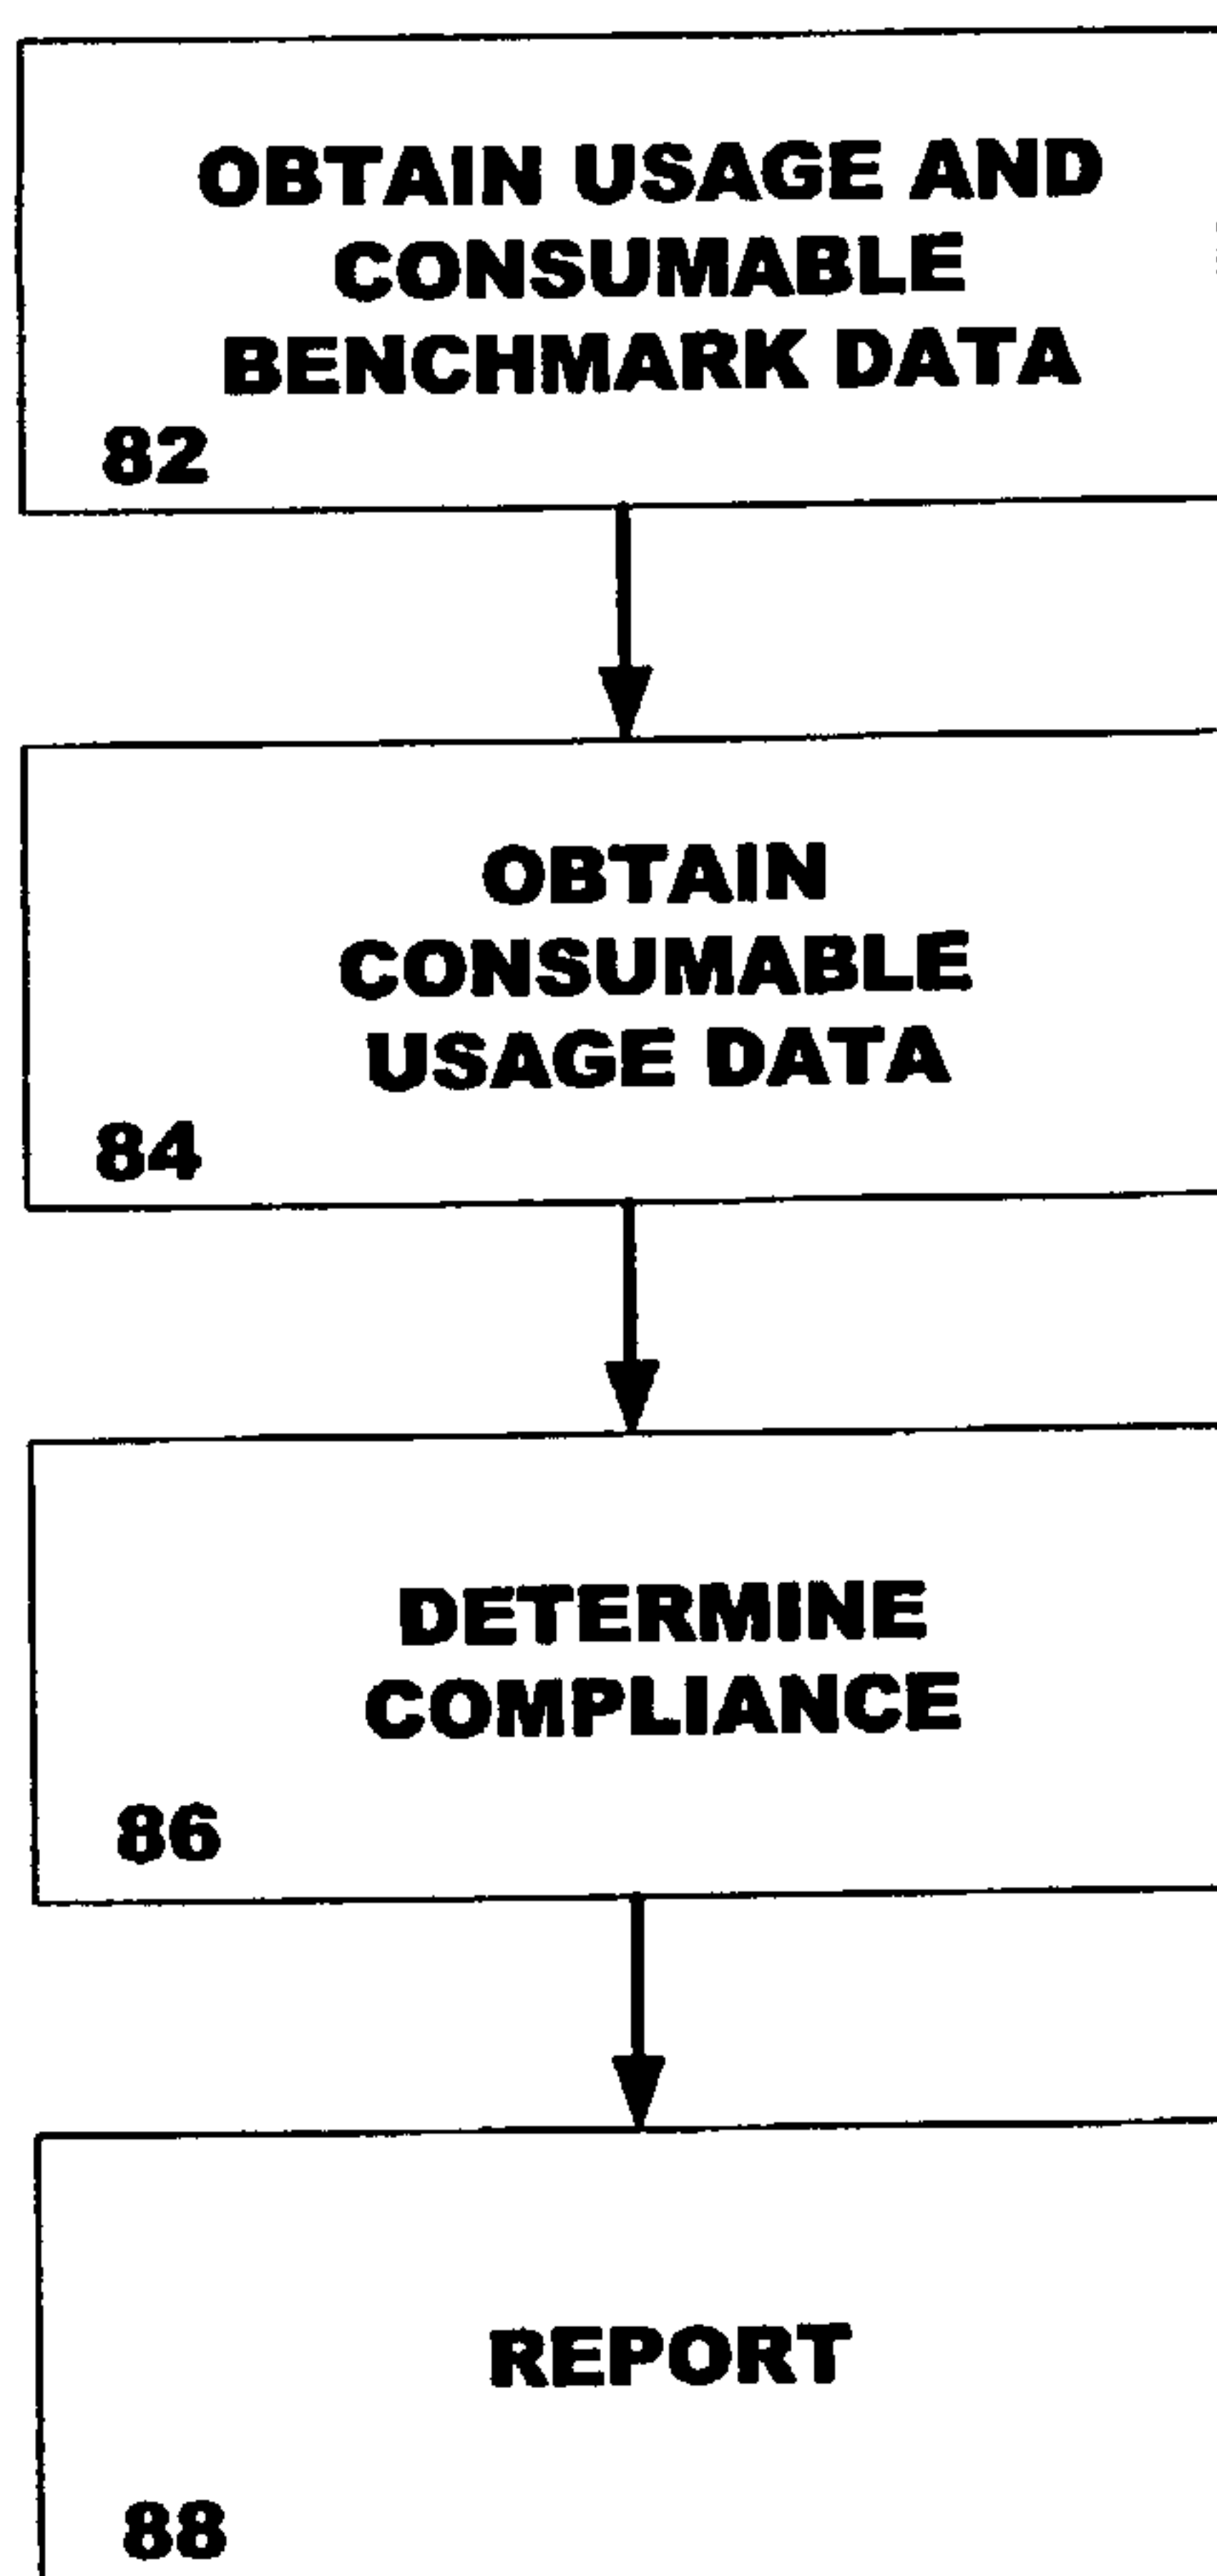 OBTAIN USAGE AND
CONSUMABLE
BENCHMARK DATA
82
OBTAIN
CONSUMABLE
USAGE DATA
84
DETERMINE
COMPLIANCE
86
REPORT
88